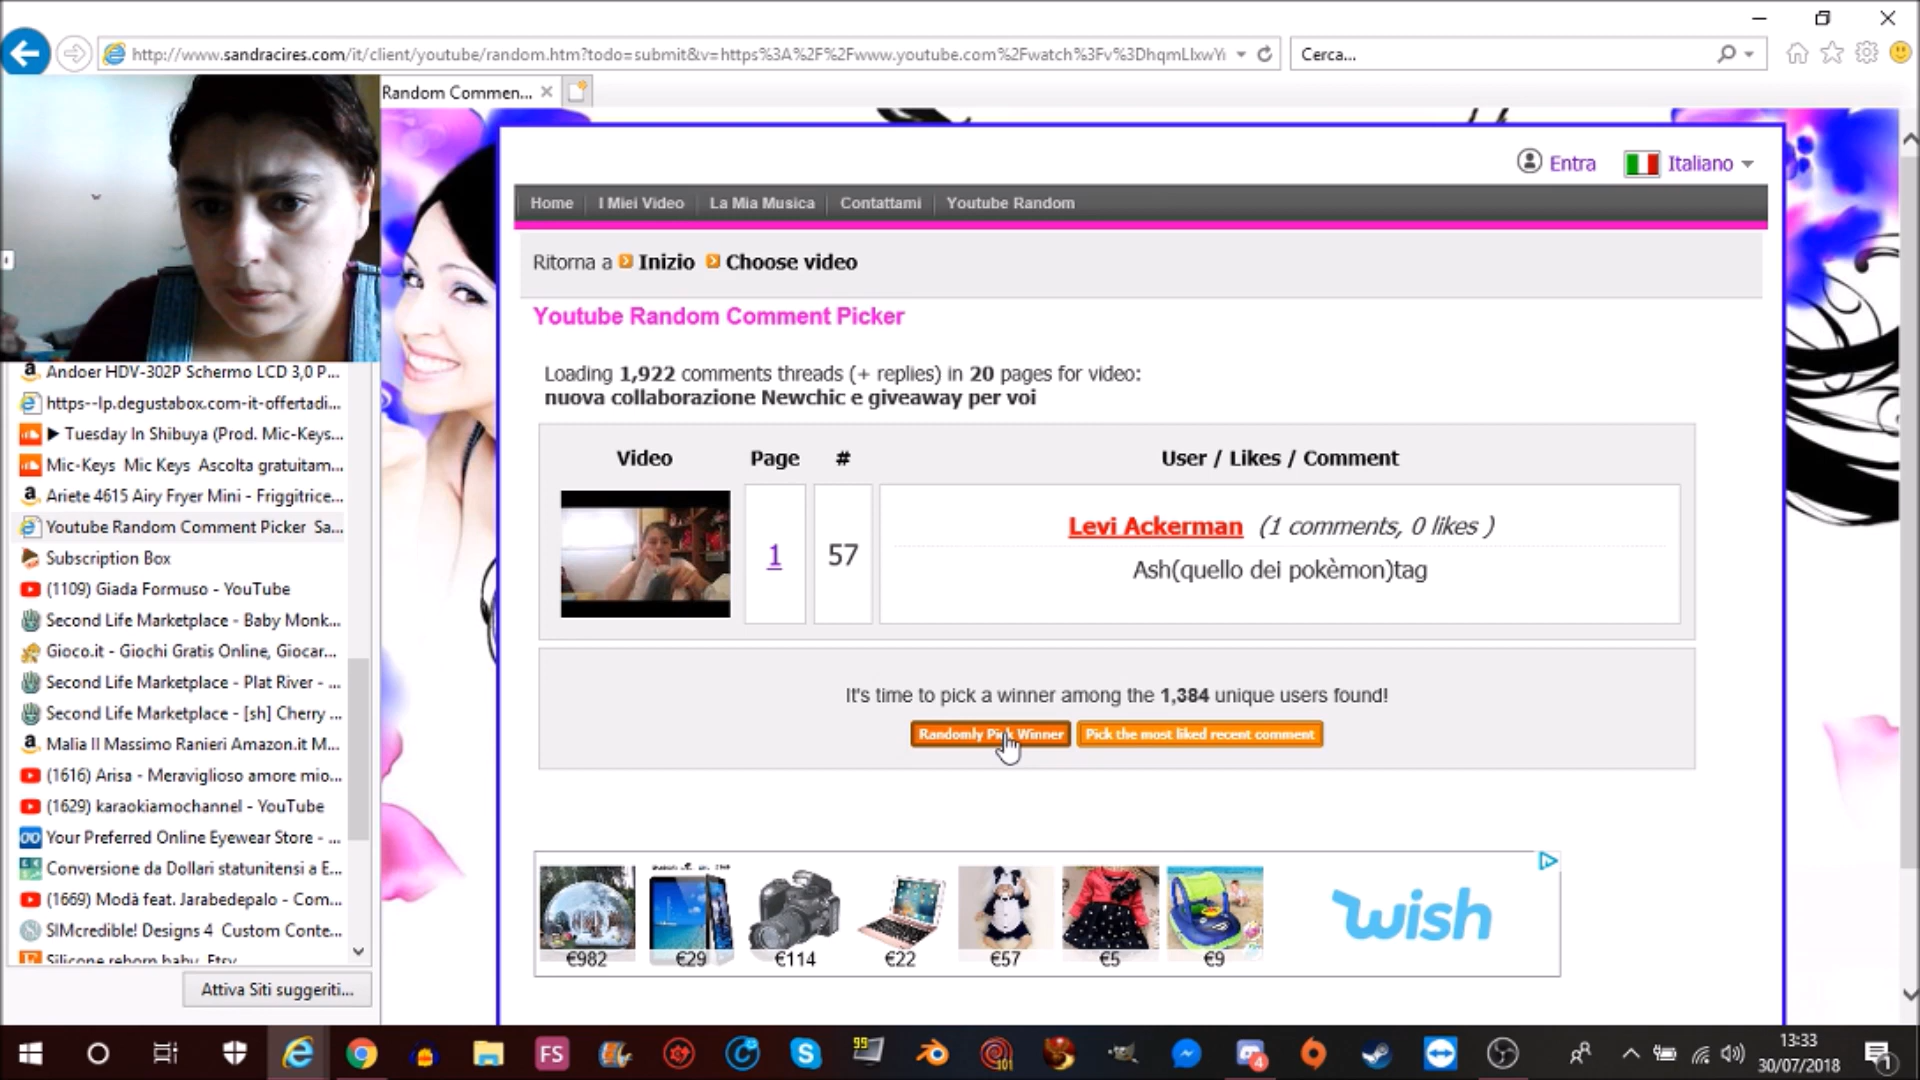 http://www.sandracires.com/it/client/youtube/random.htm?todo=submit&v=https%3A%2F%2Fwww.youtube.com%2Fwatch%3Fv%3DhqmLIxwY
Cerca...
Random Commen...
Entra
Italiano
Home
I Miei Video
La Mia Musica
Contattami
Youtube Random
Ritorna a Inizio Choose video
Youtube Random Comment Picker
Loading 1,922 comments threads (+ replies) in 20 pages for video:
nuova collaborazione Newchic e giveaway per voi
Video Page # User / Likes / Comment
1
57
Levi Ackerman (1 comments, 0 likes )
Ash(quello dei pokèmon)tag
It's time to pick a winner among the 1,384 unique users found!
Randomly Pick Winner
Pick the most liked recent comment
€982
€29
€114
€22
€57
€5
€9
wish
Andoer HDV-302P Schermo LCD 3,0 P...
https--lp.degustabox.com-it-offertadi...
▶ Tuesday In Shibuya (Prod. Mic-Keys...
Mic-Keys Mic Keys Ascolta gratuitam...
Ariete 4615 Airy Fryer Mini - Friggitrice...
Youtube Random Comment Picker Sa...
Subscription Box
(1109) Giada Formuso - YouTube
Second Life Marketplace - Baby Monk...
Gioco.it - Giochi Gratis Online, Giocar...
Second Life Marketplace - Plat River - ...
Second Life Marketplace - [sh] Cherry ...
Malia II Massimo Ranieri Amazon.it M...
(1616) Arisa - Meraviglioso amore mio...
(1629) karaokiamochannel - YouTube
Your Preferred Online Eyewear Store - ...
Conversione da Dollari statunitensi a E...
(1669) Modà feat. Jarabedepalo - Com...
SIMcredible! Designs 4 Custom Conte...
Silicone reborn baby Etsy
Attiva Siti suggeriti...
FS
99
101
4
13:33
30/07/2018
1